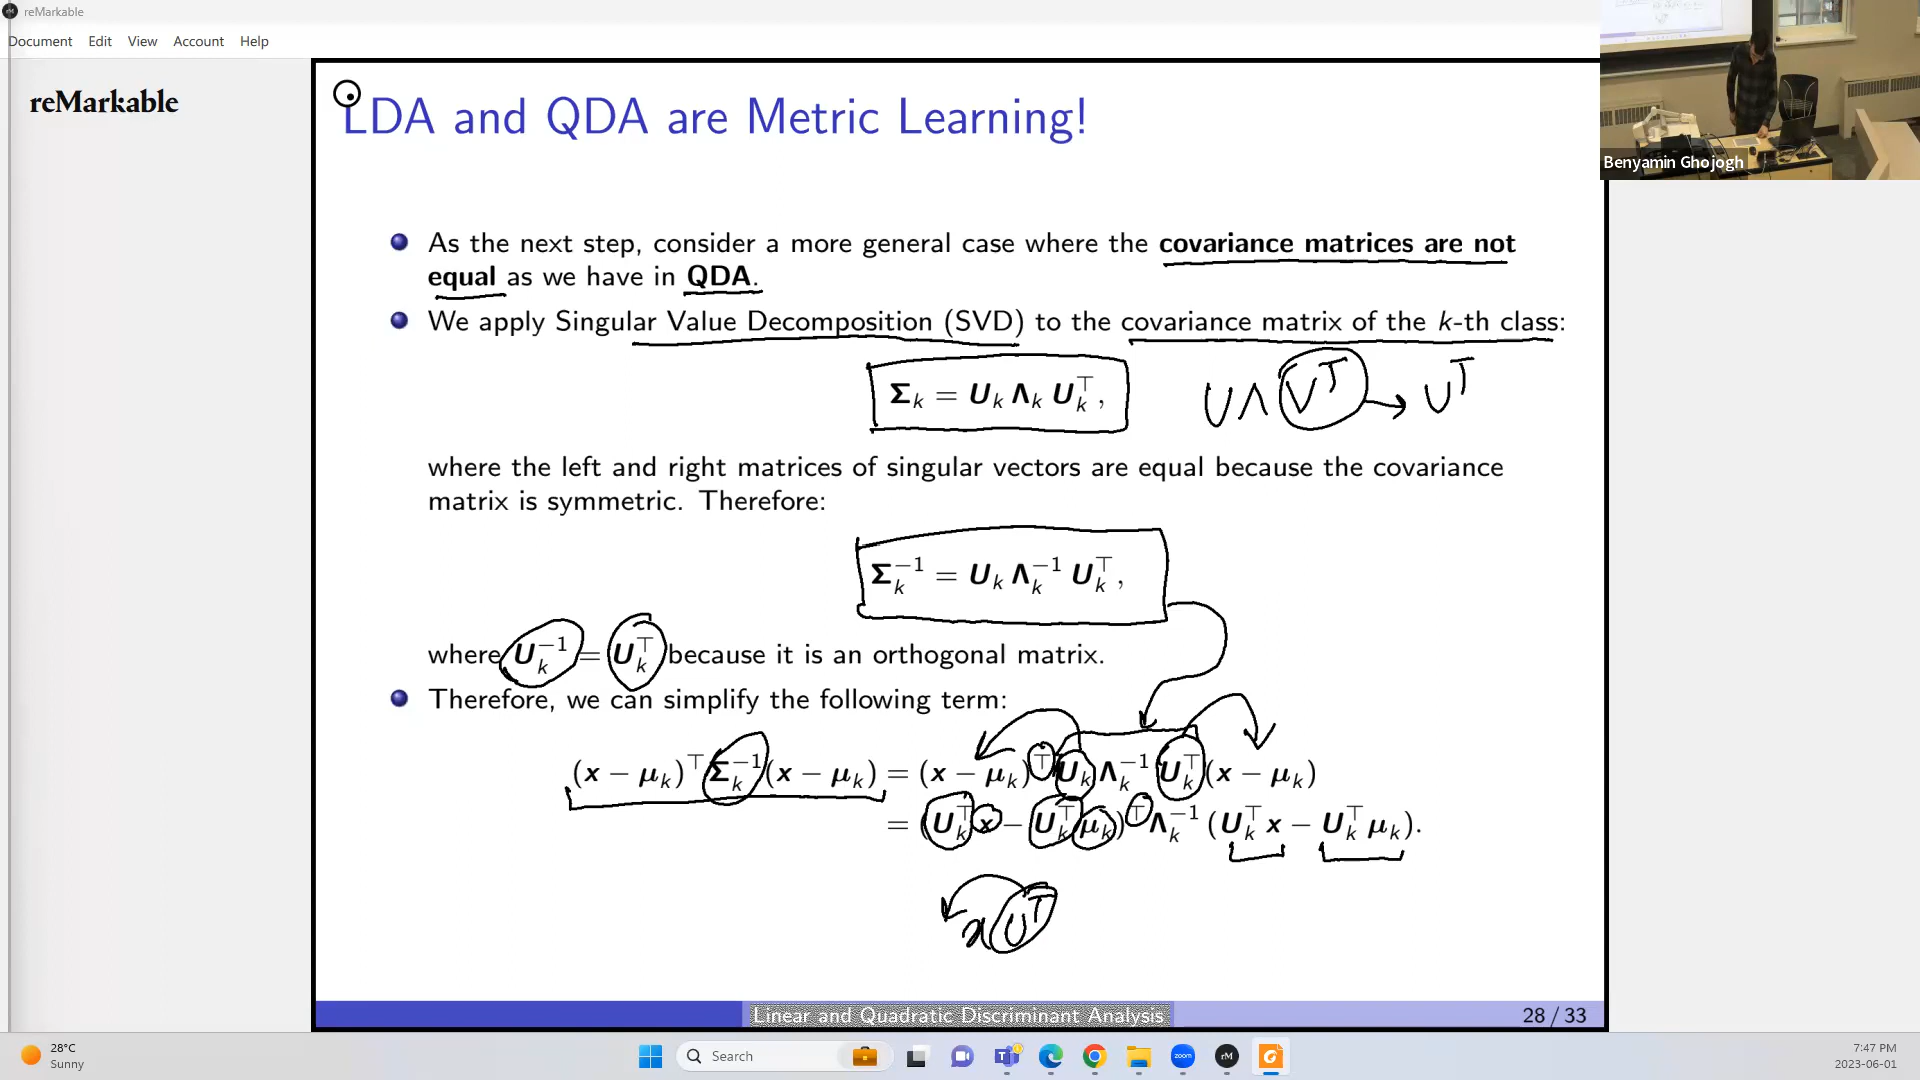 reMarkable
Document Edit View Account Help
reMarkable
LDA and QDA are Metric Learning!
Benyamin Ghojogh
As the next step, consider a more general case where the covariance matrices are not
equal as we have in QDA.
We apply Singular Value Decomposition (SVD) to the covariance matrix of the k-th class:
Σ_k = U_k Λ_k U_k^⊤,
U Λ V^T → U^T
where the left and right matrices of singular vectors are equal because the covariance
matrix is symmetric. Therefore:
Σ_k^{-1} = U_k Λ_k^{-1} U_k^⊤,
where U_k^{-1} = U_k^⊤ because it is an orthogonal matrix.
Therefore, we can simplify the following term:
(x − μ_k)^⊤ Σ_k^{-1} (x − μ_k) = (x − μ_k)^⊤ U_k Λ_k^{-1} U_k^⊤ (x − μ_k)
= (U_k^⊤ x − U_k^⊤ μ_k)^⊤ Λ_k^{-1} (U_k^⊤ x − U_k^⊤ μ_k).
x U^T
Linear and Quadratic Discriminant Analysis
28 / 33
28°C
Sunny
Search
zoom
rM
7:47 PM
2023-06-01